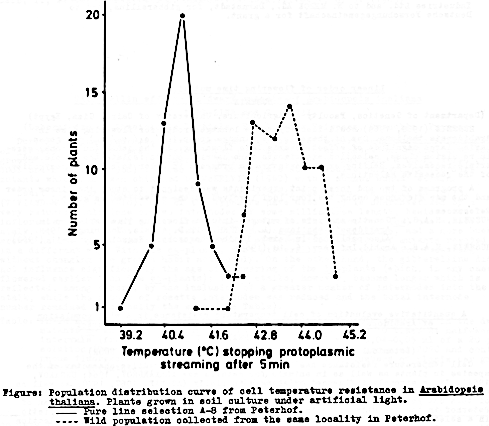 20
15
10
5
1
Number of plants
39.2 40.4 41.6 42.8 44.0 45.2
Temperature (°C) stopping protoplasmic
streaming after 5min
Figure: Population distribution curve of cell temperature resistance in Arabidopsis
thaliana. Plants grown in soil culture under artificial light.
Pure line selection A-8 from Peterhof.
---- Wild population collected from the same locality in Peterhof.